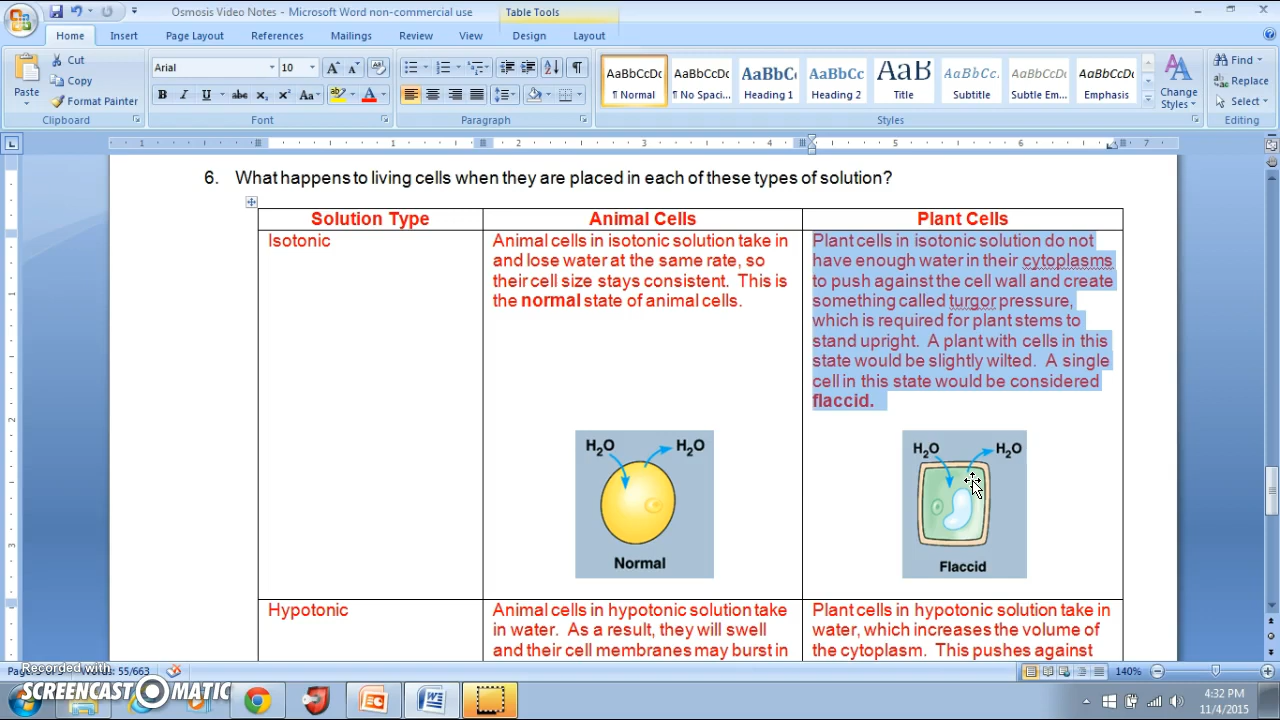 Osmosis Video Notes - Microsoft Word non-commercial use
Table Tools
Home Insert Page Layout References Mailings Review View Design Layout
Paste
Cut
Copy
Format Painter
Clipboard
Arial 10
Font
Paragraph
AaBbCcDc AaBbCcDc AaBbC AaBbCc AaB AaBbCc. AaBbCcDc AaBbCcDc
¶ Normal ¶ No Spaci... Heading 1 Heading 2 Title Subtitle Subtle Em... Emphasis
Change Styles
Styles
Find
Replace
Select
Editing
6. What happens to living cells when they are placed in each of these types of solution?
Solution Type Animal Cells Plant Cells
Isotonic
Animal cells in isotonic solution take in
and lose water at the same rate, so
their cell size stays consistent. This is
the normal state of animal cells.
H₂O H₂O
Normal
Plant cells in isotonic solution do not
have enough water in their cytoplasms
to push against the cell wall and create
something called turgor pressure,
which is required for plant stems to
stand upright. A plant with cells in this
state would be slightly wilted. A single
cell in this state would be considered
flaccid.
H₂O H₂O
Flaccid
Hypotonic
Animal cells in hypotonic solution take
in water. As a result, they will swell
and their cell membranes may burst in
Plant cells in hypotonic solution take in
water, which increases the volume of
the cytoplasm. This pushes against
Words: 55/663
140%
Recorded with
SCREENCAST-O-MATIC
4:32 PM
11/4/2015